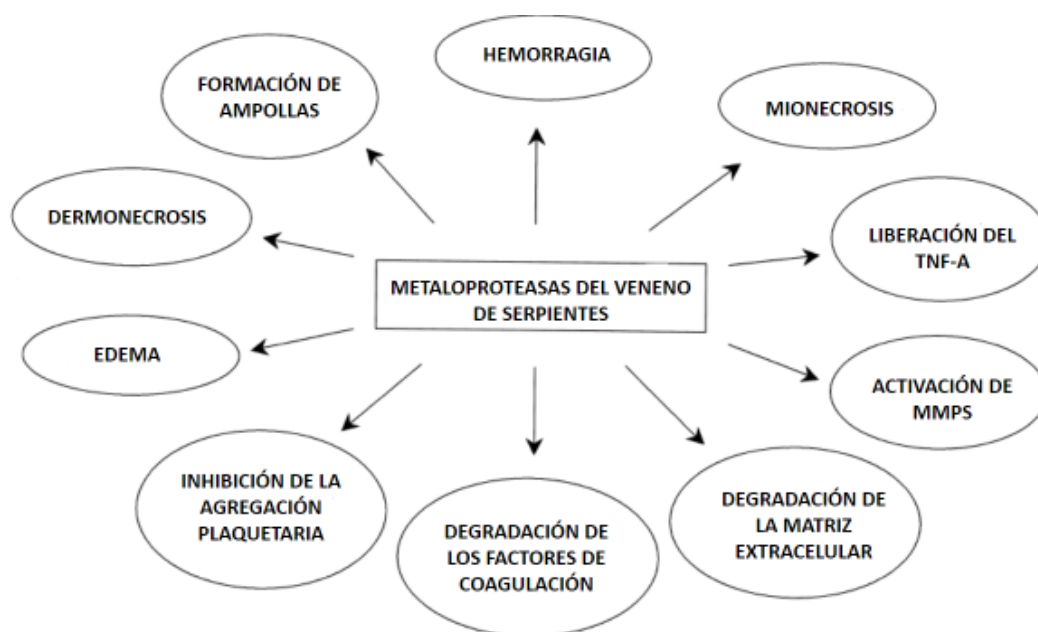 HEMORRAGIA
FORMACIÓN DE
AMPOLLAS
MIONECROSIS
DERMONECROSIS
LIBERACIÓN DEL
TNF-A
METALOPROTEASAS DEL VENENO
DE SERPIENTES
EDEMA
ACTIVACIÓN DE
MMPS
INHIBICIÓN DE LA
AGREGACIÓN
PLAQUETARIA
DEGRADACIÓN DE
LOS FACTORES DE
COAGULACIÓN
DEGRADACIÓN DE
LA MATRIZ
EXTRACELULAR